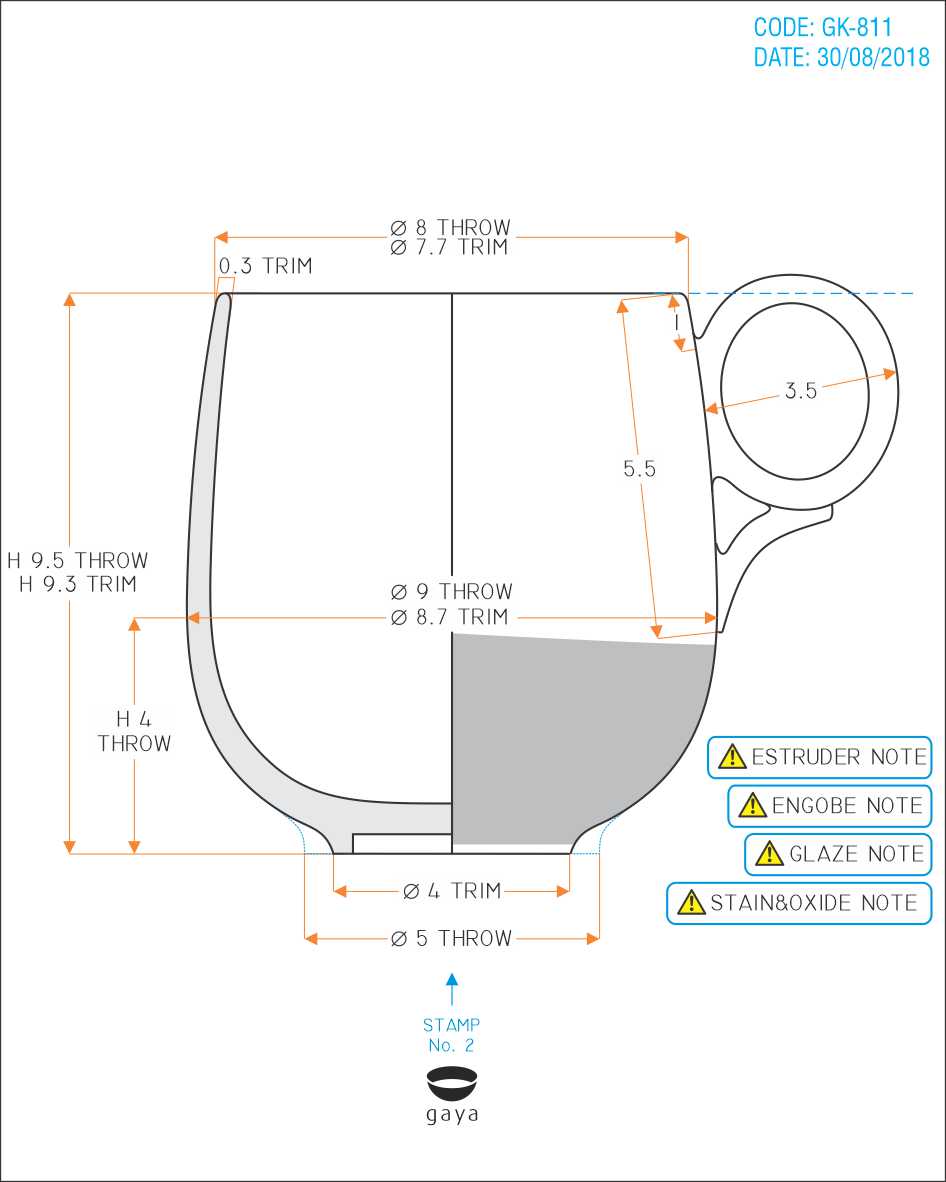 CODE: GK-811
DATE: 30/08/2018
Ø 8 THROW
Ø 7.7 TRIM
0.3 TRIM
1
3.5
5.5
H 9.5 THROW
H 9.3 TRIM
Ø 9 THROW
Ø 8.7 TRIM
H 4
THROW
ESTRUDER NOTE
ENGOBE NOTE
GLAZE NOTE
STAIN&OXIDE NOTE
Ø 4 TRIM
Ø 5 THROW
STAMP
No. 2
gaya